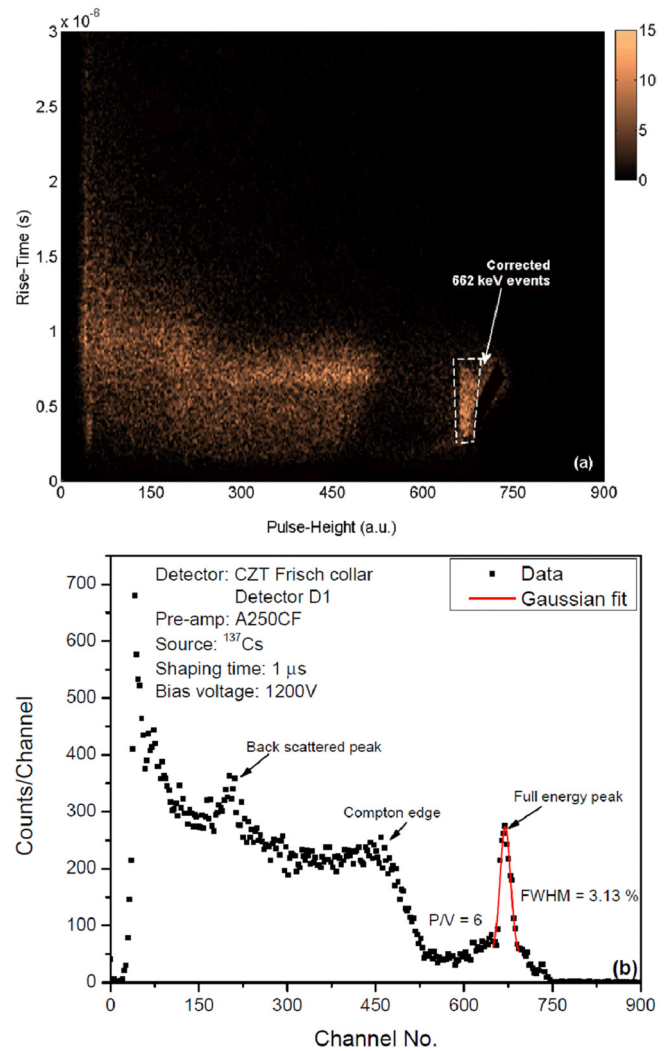 x 10⁻⁶
3
2.5
2
1.5
1
0.5
0
Rise-Time (s)
0 150 300 450 600 750 900
Pulse-Height (a.u.)
15
10
5
0
Corrected
662 keV events
(a)
700
600
500
400
300
200
100
0
Counts/Channel
Detector: CZT Frisch collar
Detector D1
Pre-amp: A250CF
Source: ¹³⁷Cs
Shaping time: 1 μs
Bias voltage: 1200V
Data
Gaussian fit
Back scattered peak
Compton edge
Full energy peak
P/V = 6
FWHM = 3.13 %
(b)
0 150 300 450 600 750 900
Channel No.